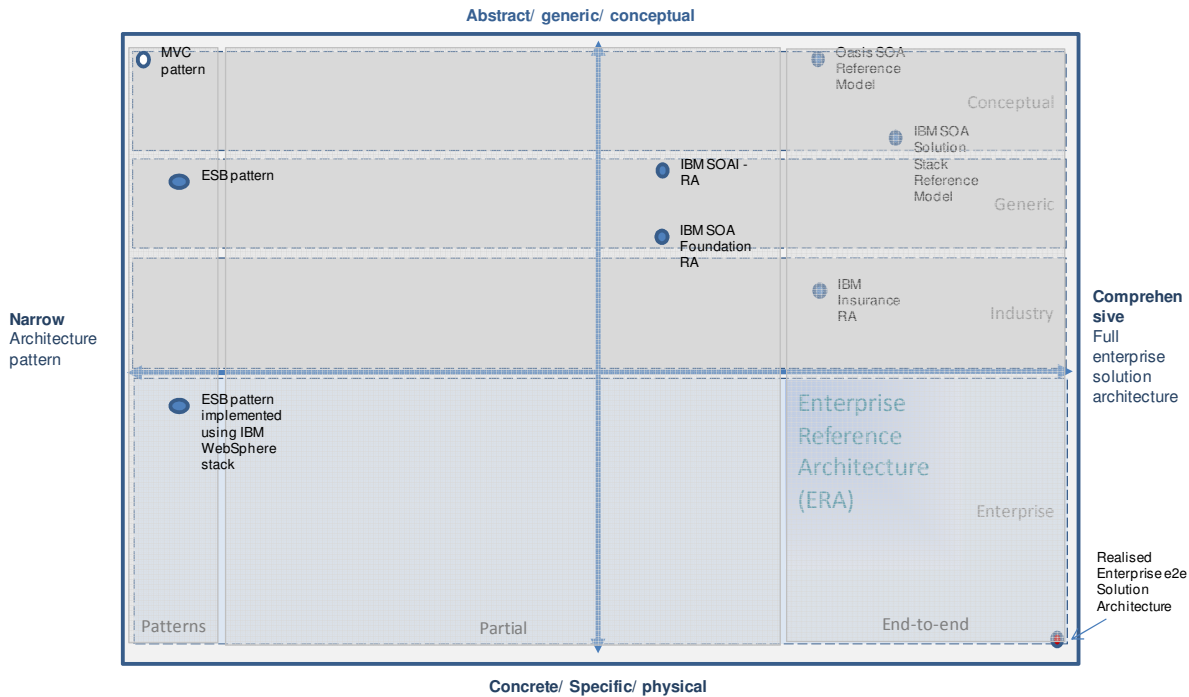 Abstract/ generic/ conceptual
MVC
pattern
Oasis SOA
Reference
Model
Conceptual
IBM SOA
Solution
Stack
Reference
Model
ESB pattern
IBM SOAI -
RA
Generic
IBM SOA
Foundation
RA
IBM
Insurance
RA
Industry
Narrow
Architecture
pattern
Comprehen
sive
Full
enterprise
solution
architecture
ESB pattern
implemented
using IBM
WebSphere
stack
Enterprise
Reference
Architecture
(ERA)
Enterprise
Realised
Enterprise e2e
Solution
Architecture
Patterns
Partial
End-to-end
Concrete/ Specific/ physical